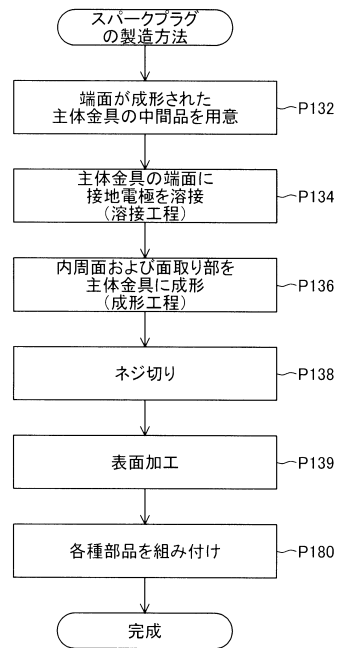 スパークプラグ
の製造方法
端面が成形された
主体金具の中間品を用意
P132
主体金具の端面に
接地電極を溶接
(溶接工程)
P134
内周面および面取り部を
主体金具に成形
(成形工程)
P136
ネジ切り
P138
表面加工
P139
各種部品を組み付け
P180
完成